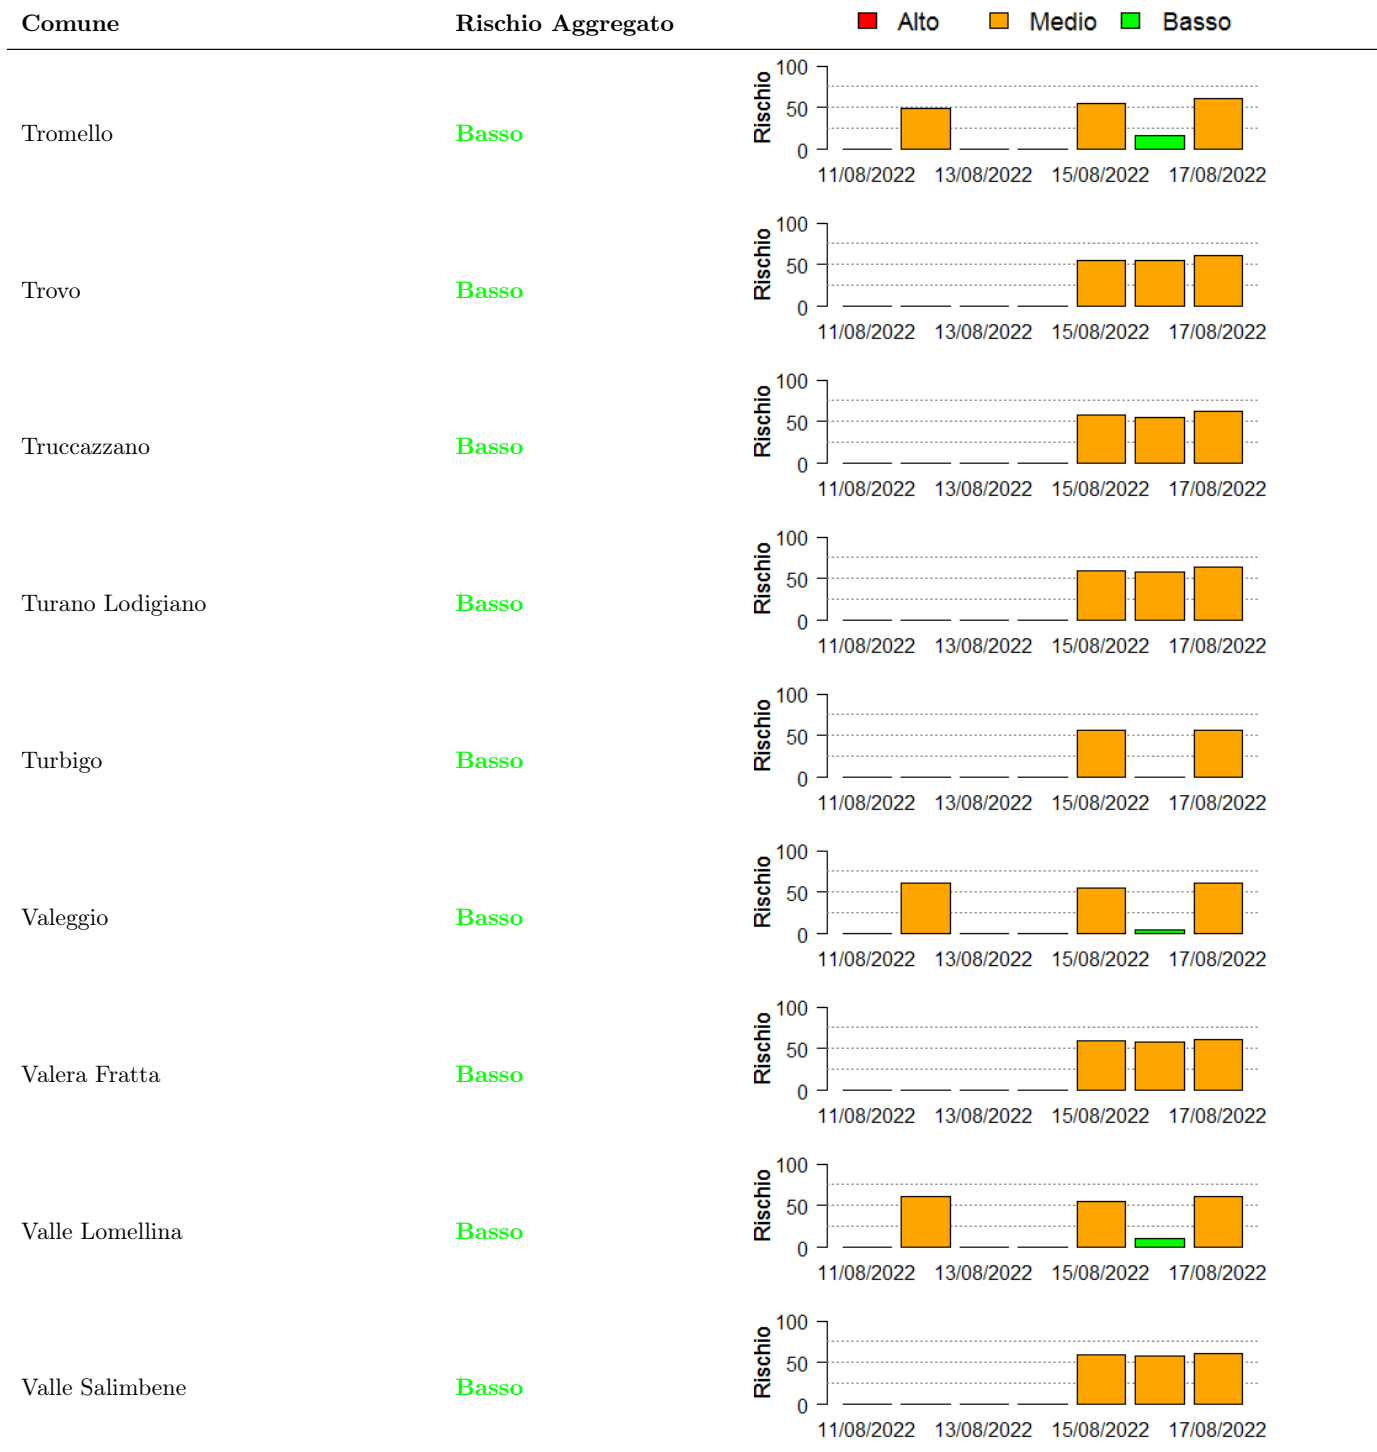 Comune Rischio Aggregato Alto Medio Basso
100
50
0
Rischio
Tromello Basso
11/08/2022 13/08/2022 15/08/2022 17/08/2022
100
50
0
Rischio
Trovo Basso
11/08/2022 13/08/2022 15/08/2022 17/08/2022
100
50
0
Rischio
Truccazzano Basso
11/08/2022 13/08/2022 15/08/2022 17/08/2022
100
50
0
Rischio
Turano Lodigiano Basso
11/08/2022 13/08/2022 15/08/2022 17/08/2022
100
50
0
Rischio
Turbigo Basso
11/08/2022 13/08/2022 15/08/2022 17/08/2022
100
50
0
Rischio
Valeggio Basso
11/08/2022 13/08/2022 15/08/2022 17/08/2022
100
50
0
Rischio
Valera Fratta Basso
11/08/2022 13/08/2022 15/08/2022 17/08/2022
100
50
0
Rischio
Valle Lomellina Basso
11/08/2022 13/08/2022 15/08/2022 17/08/2022
100
50
0
Rischio
Valle Salimbene Basso
11/08/2022 13/08/2022 15/08/2022 17/08/2022